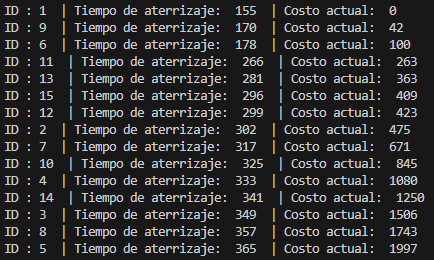 ID : 1 | Tiempo de aterrizaje: 155 | Costo actual: 0
ID : 9 | Tiempo de aterrizaje: 170 | Costo actual: 42
ID : 6 | Tiempo de aterrizaje: 178 | Costo actual: 100
ID : 11 | Tiempo de aterrizaje: 266 | Costo actual: 263
ID : 13 | Tiempo de aterrizaje: 281 | Costo actual: 363
ID : 15 | Tiempo de aterrizaje: 296 | Costo actual: 409
ID : 12 | Tiempo de aterrizaje: 299 | Costo actual: 423
ID : 2 | Tiempo de aterrizaje: 302 | Costo actual: 475
ID : 7 | Tiempo de aterrizaje: 317 | Costo actual: 671
ID : 10 | Tiempo de aterrizaje: 325 | Costo actual: 845
ID : 4 | Tiempo de aterrizaje: 333 | Costo actual: 1080
ID : 14 | Tiempo de aterrizaje: 341 | Costo actual: 1250
ID : 3 | Tiempo de aterrizaje: 349 | Costo actual: 1506
ID : 8 | Tiempo de aterrizaje: 357 | Costo actual: 1743
ID : 5 | Tiempo de aterrizaje: 365 | Costo actual: 1997